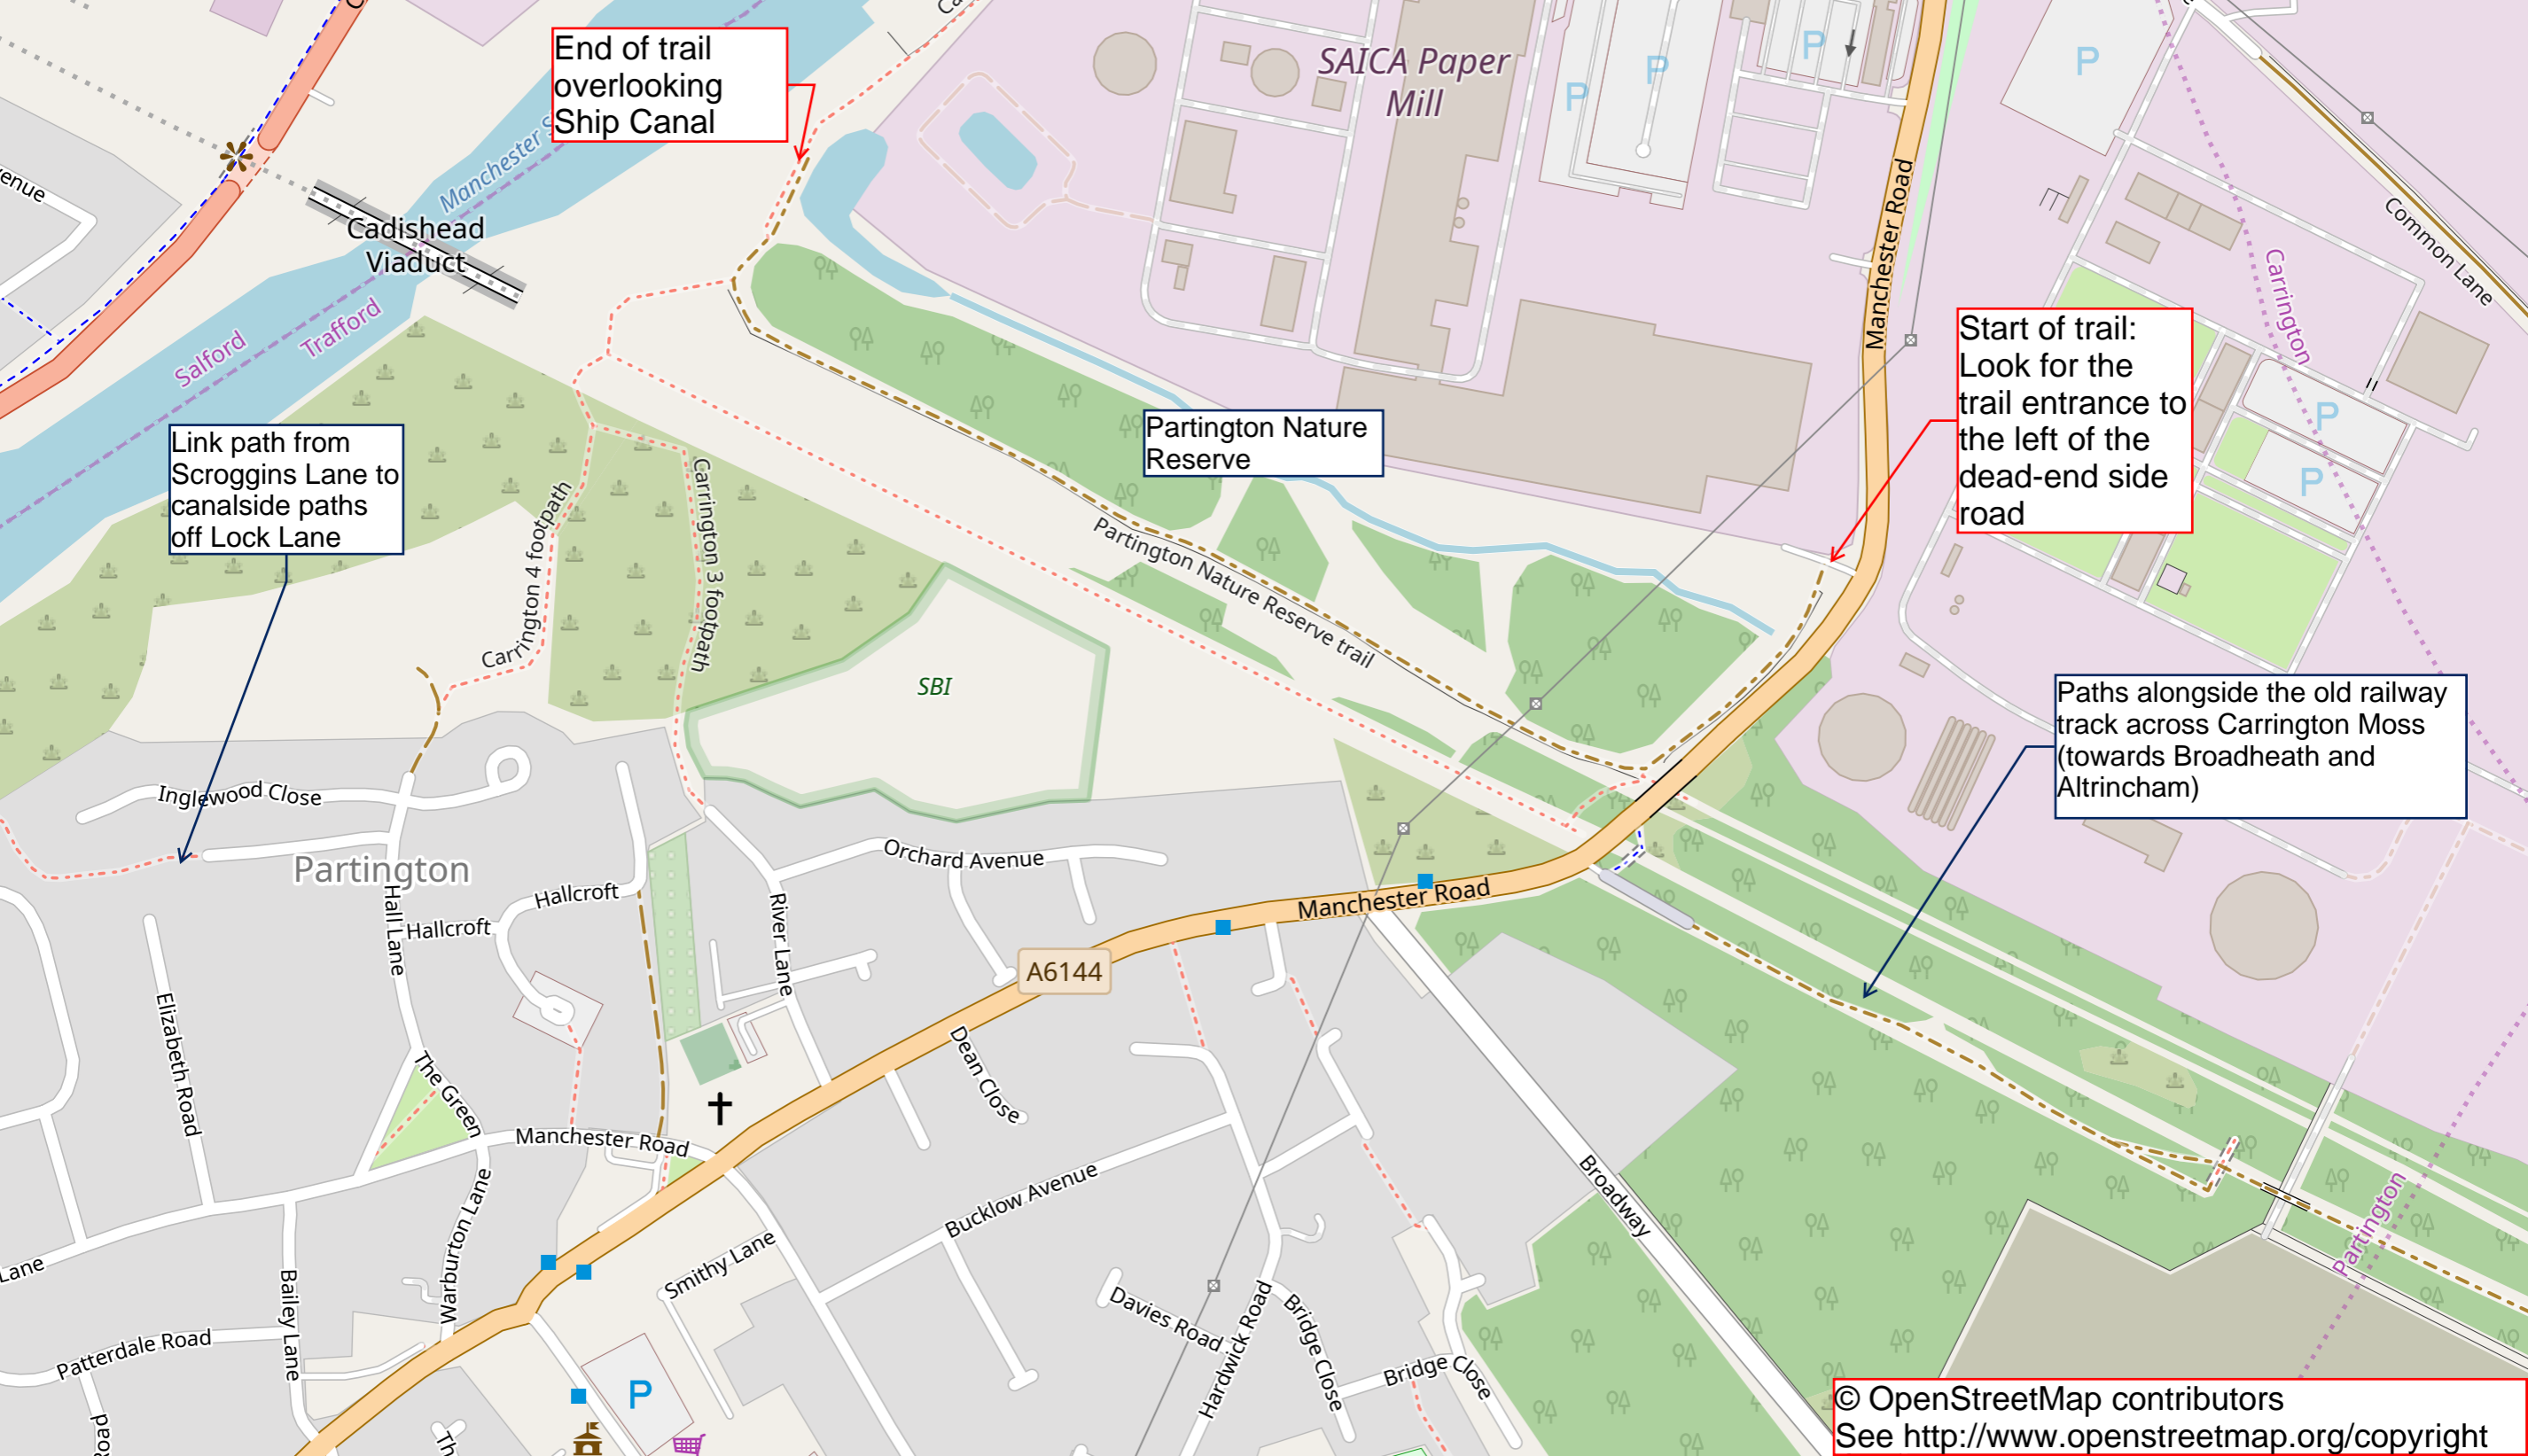 End of trail
overlooking
Ship Canal
SAICA Paper
Mill
P
P
P
P
Manchester S
Cadishead
Viaduct
Salford
Trafford
Manchester Road
Common Lane
Carrington
Start of trail:
Look for the
trail entrance to
the left of the
dead-end side
road
P
P
Link path from
Scroggins Lane to
canalside paths
off Lock Lane
Partington Nature
Reserve
Carrington 4 footpath
Carrington 3 footpath
Partington Nature Reserve trail
SBI
Paths alongside the old railway
track across Carrington Moss
(towards Broadheath and
Altrincham)
Inglewood Close
Partington
Hallcroft
Hallcroft
Hall Lane
River Lane
Orchard Avenue
Manchester Road
A6144
Elizabeth Road
The Green
Dean Close
Manchester Road
Warburton Lane
Bucklow Avenue
Broadway
Partington
Lane
Bailey Lane
Smithy Lane
Patterdale Road
Davies Road
Hardwick Road
Bridge Close
Bridge Close
P
oad
Th
enue
© OpenStreetMap contributors
See http://www.openstreetmap.org/copyright